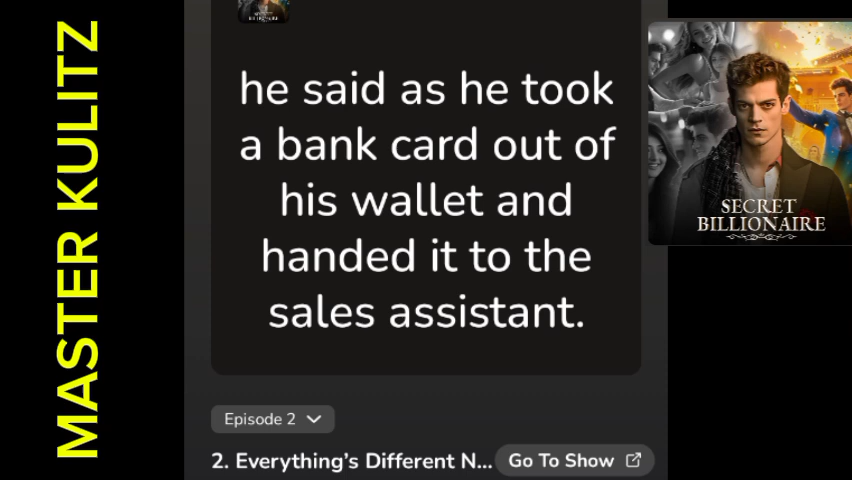 MASTER KULITZ
he said as he took
a bank card out of
his wallet and
handed it to the
sales assistant.
Episode 2
2. Everything's Different N...
Go To Show
SECRET
BILLIONAIRE